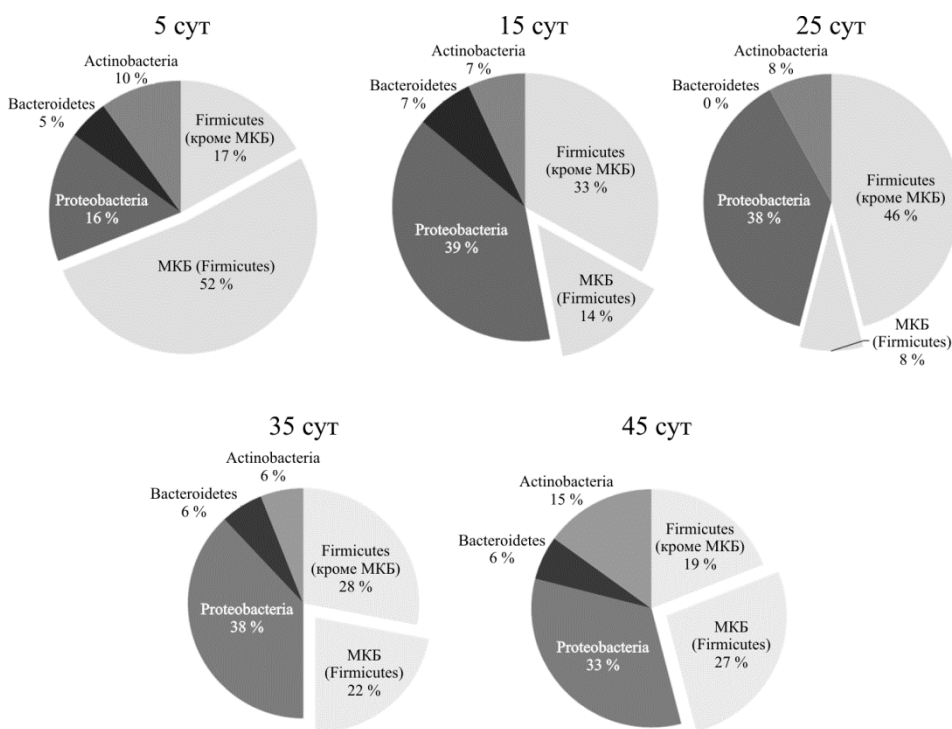 5 сут
Actinobacteria
10 %
Bacteroidetes
5 %
Firmicutes
(кроме МКБ)
17 %
Proteobacteria
16 %
МКБ (Firmicutes)
52 %
15 сут
Actinobacteria
7 %
Bacteroidetes
7 %
Firmicutes
(кроме МКБ)
33 %
Proteobacteria
39 %
МКБ
(Firmicutes)
14 %
25 сут
Actinobacteria
8 %
Bacteroidetes
0 %
Firmicutes
(кроме МКБ)
46 %
Proteobacteria
38 %
МКБ
(Firmicutes)
8 %
35 сут
Actinobacteria
6 %
Bacteroidetes
6 %
Firmicutes
(кроме МКБ)
28 %
Proteobacteria
38 %
МКБ
(Firmicutes)
22 %
45 сут
Actinobacteria
15 %
Bacteroidetes
6 %
Firmicutes
(кроме МКБ)
19 %
Proteobacteria
33 %
МКБ
(Firmicutes)
27 %